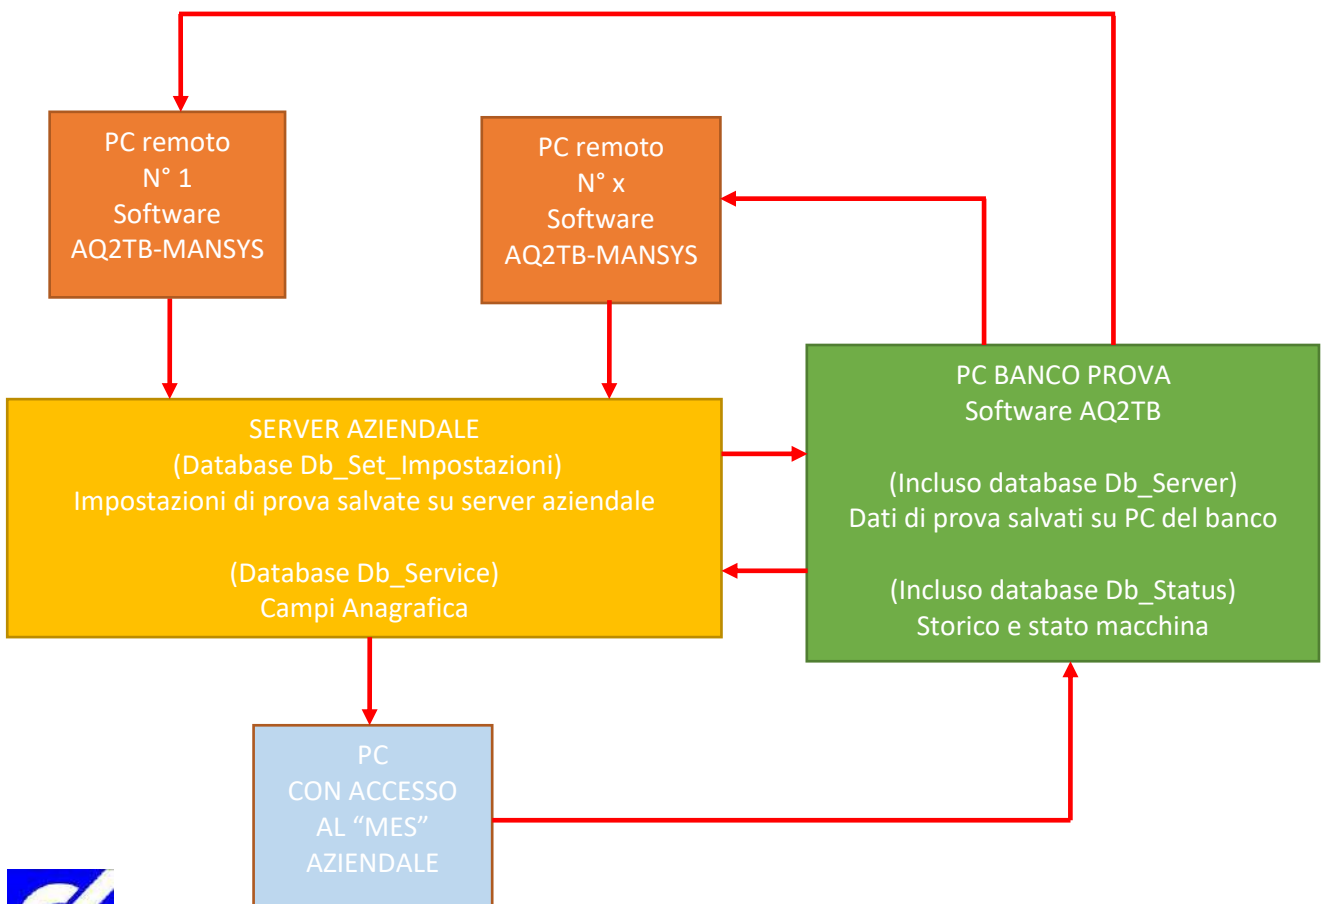 PC remoto
N° 1
Software
AQ2TB-MANSYS
PC remoto
N° x
Software
AQ2TB-MANSYS
SERVER AZIENDALE
(Database Db_Set_Impostazioni)
Impostazioni di prova salvate su server aziendale
(Database Db_Service)
Campi Anagrafica
PC BANCO PROVA
Software AQ2TB
(Incluso database Db_Server)
Dati di prova salvati su PC del banco
(Incluso database Db_Status)
Storico e stato macchina
PC
CON ACCESSO
AL “MES”
AZIENDALE